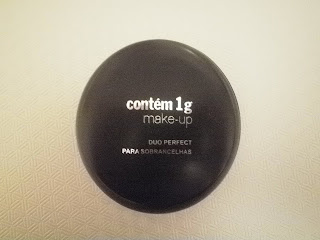 contém 1g
make-up
DUO PERFECT
PARA SOBRANCELHAS